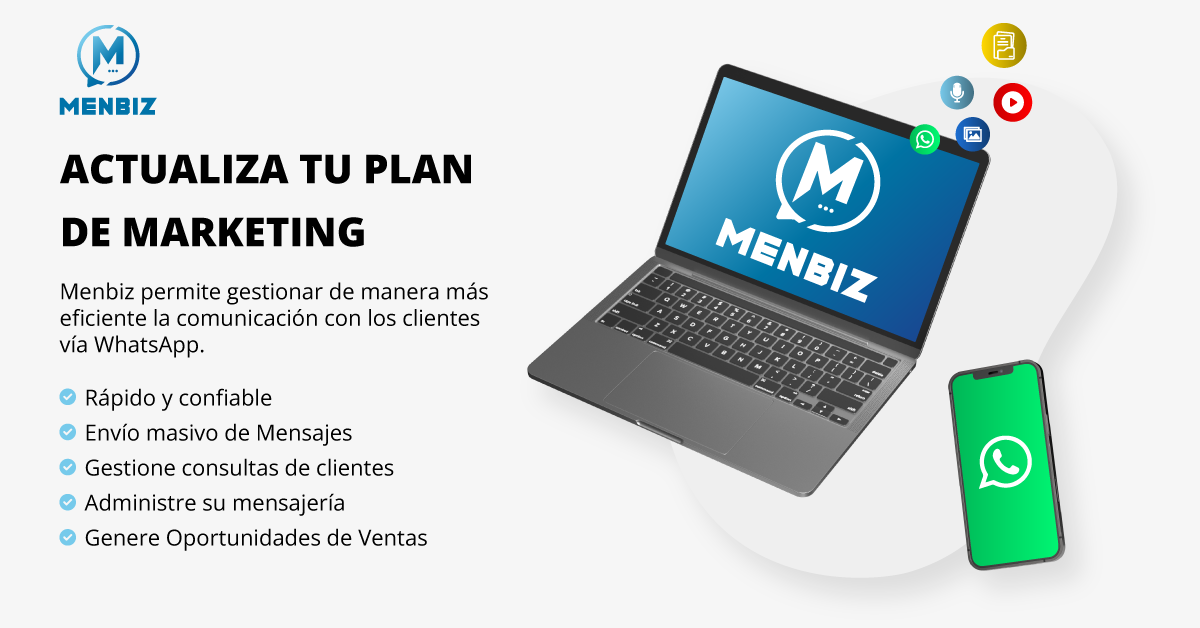 MENBIZ
ACTUALIZA TU PLAN
DE MARKETING
Menbiz permite gestionar de manera más
eficiente la comunicación con los clientes
vía WhatsApp.
Rápido y confiable
Envío masivo de Mensajes
Gestione consultas de clientes
Administre su mensajería
Genere Oportunidades de Ventas
MENBIZ